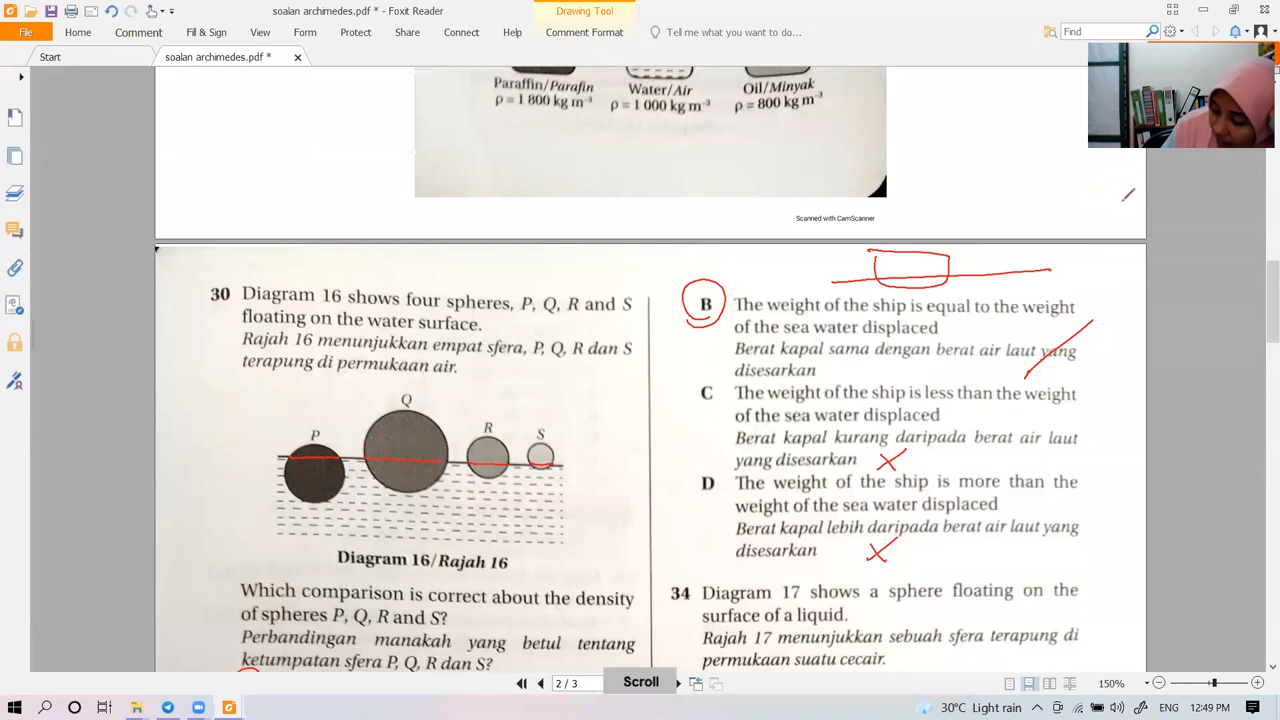 soalan archimedes.pdf * - Foxit Reader
Drawing Tool
File
Home
Comment
Fill & Sign
View
Form
Protect
Share
Connect
Help
Comment Format
Tell me what you want to do...
Find
Start
soalan archimedes.pdf *
Paraffin/Parafin
ρ = 1 800 kg m⁻³
Water/Air
ρ = 1 000 kg m⁻³
Oil/Minyak
ρ = 800 kg m⁻³
Scanned with CamScanner
30 Diagram 16 shows four spheres, P, Q, R and S
floating on the water surface.
Rajah 16 menunjukkan empat sfera, P, Q, R dan S
terapung di permukaan air.
P
Q
R
S
Diagram 16/Rajah 16
Which comparison is correct about the density
of spheres P, Q, R and S?
Perbandingan manakah yang betul tentang
ketumpatan sfera P, Q, R dan S?
B The weight of the ship is equal to the weight
of the sea water displaced
Berat kapal sama dengan berat air laut yang
disesarkan
C The weight of the ship is less than the weight
of the sea water displaced
Berat kapal kurang daripada berat air laut
yang disesarkan
D The weight of the ship is more than the
weight of the sea water displaced
Berat kapal lebih daripada berat air laut yang
disesarkan
34 Diagram 17 shows a sphere floating on the
surface of a liquid.
Rajah 17 menunjukkan sebuah sfera terapung di
permukaan suatu cecair.
2 / 3
Scroll
150%
30°C Light rain
ENG
12:49 PM